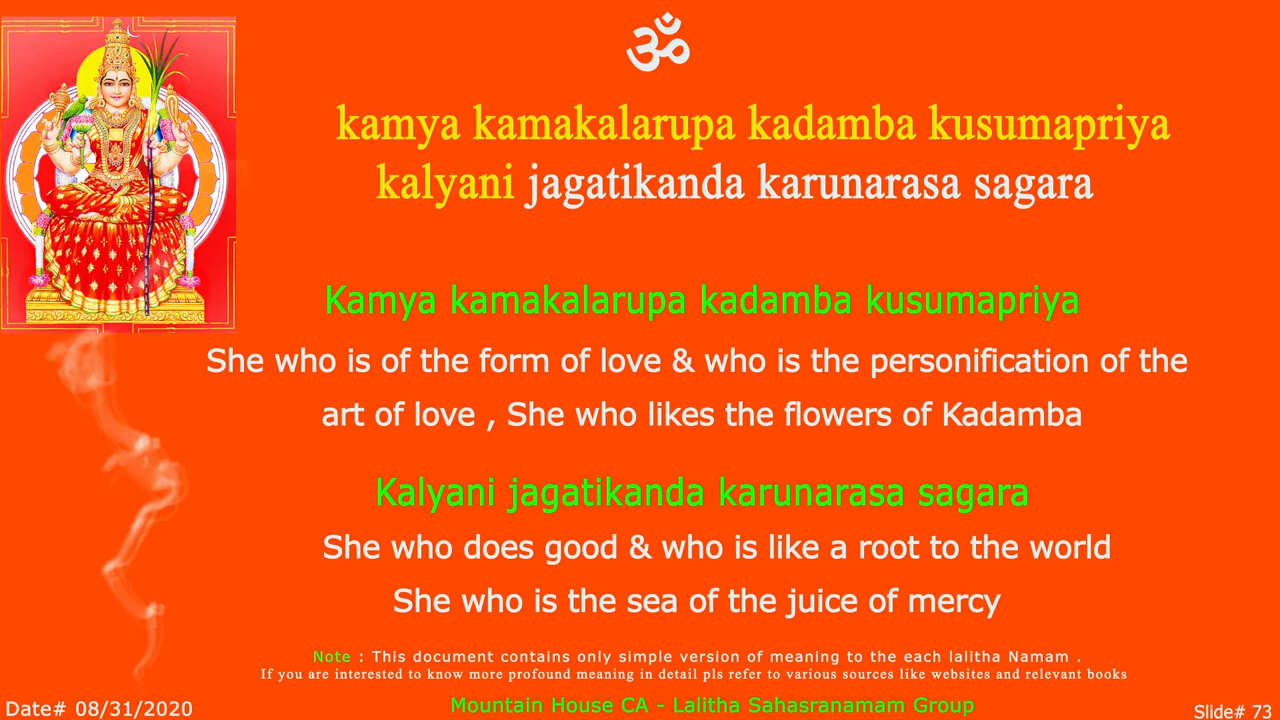 ॐ
kamya kamakalarupa kadamba kusumapriya
kalyani jagatikanda karunarasa sagara
Kamya kamakalarupa kadamba kusumapriya
She who is of the form of love & who is the personification of the
art of love , She who likes the flowers of Kadamba
Kalyani jagatikanda karunarasa sagara
She who does good & who is like a root to the world
She who is the sea of the juice of mercy
Note : This document contains only simple version of meaning to the each lalitha Namam .
If you are interested to know more profound meaning in detail pls refer to various sources like websites and relevant books
Mountain House CA - Lalitha Sahasranamam Group
Date# 08/31/2020
Slide# 73